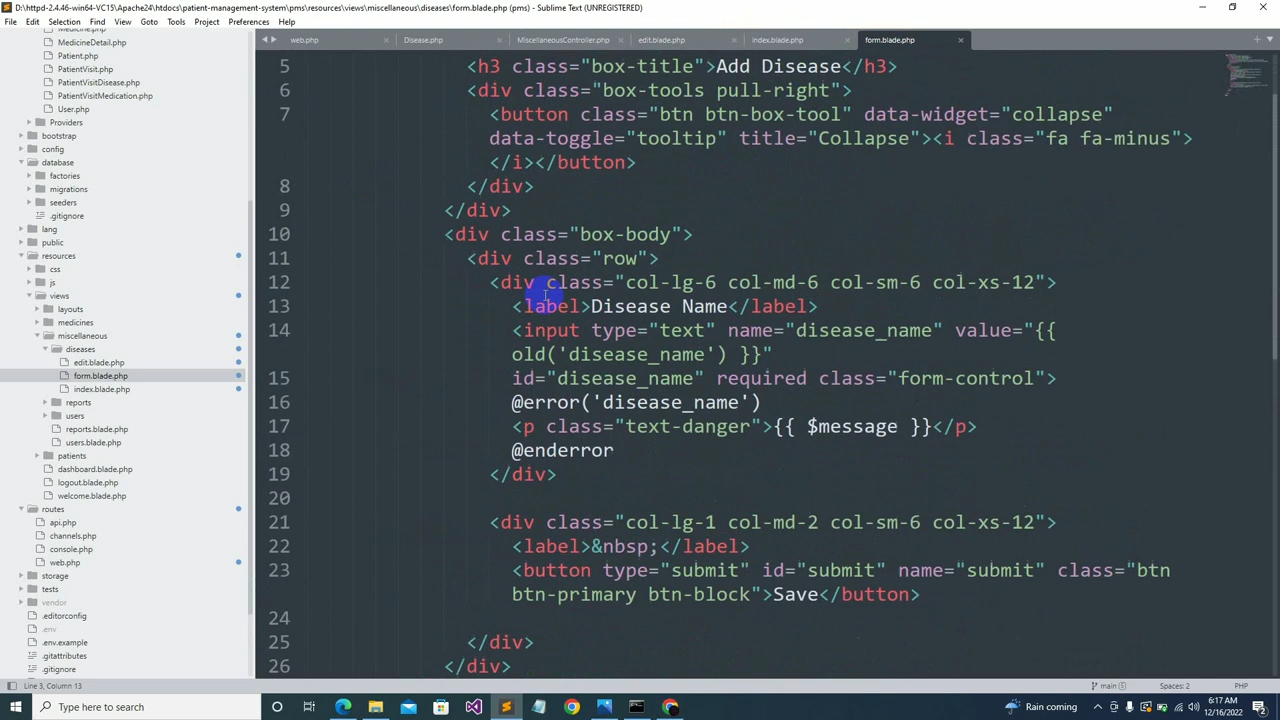 D:\httpd-2.4.46-win64-VC15\Apache24\htdocs\patient-management-system\pms\resources\views\miscellaneous\diseases\form.blade.php (pms) - Sublime Text (UNREGISTERED)
File Edit Selection Find View Goto Tools Project Preferences Help
Medicine.php
MedicineDetail.php
Patient.php
PatientVisit.php
PatientVisitDisease.php
PatientVisitMedication.php
User.php
Providers
bootstrap
config
database
factories
migrations
seeders
.gitignore
lang
public
resources
css
js
views
layouts
medicines
miscellaneous
diseases
edit.blade.php
form.blade.php
index.blade.php
reports
users
reports.blade.php
users.blade.php
patients
dashboard.blade.php
logout.blade.php
welcome.blade.php
routes
api.php
channels.php
console.php
web.php
storage
tests
vendor
.editorconfig
.env
.env.example
.gitattributes
.gitignore
web.php Disease.php MiscellaneousController.php edit.blade.php index.blade.php form.blade.php
5 <h3 class="box-title">Add Disease</h3>
6 <div class="box-tools pull-right">
7 <button class="btn btn-box-tool" data-widget="collapse"
data-toggle="tooltip" title="Collapse"><i class="fa fa-minus">
</i></button>
8 </div>
9 </div>
10 <div class="box-body">
11 <div class="row">
12 <div class="col-lg-6 col-md-6 col-sm-6 col-xs-12">
13 <label>Disease Name</label>
14 <input type="text" name="disease_name" value="{{
old('disease_name') }}"
15 id="disease_name" required class="form-control">
16 @error('disease_name')
17 <p class="text-danger">{{ $message }}</p>
18 @enderror
19 </div>
20
21 <div class="col-lg-1 col-md-2 col-sm-6 col-xs-12">
22 <label>&nbsp;</label>
23 <button type="submit" id="submit" name="submit" class="btn
btn-primary btn-block">Save</button>
24
25 </div>
26 </div>
Line 3, Column 13 main 5 Spaces: 2 PHP
Type here to search Rain coming 6:17 AM
12/16/2022 2